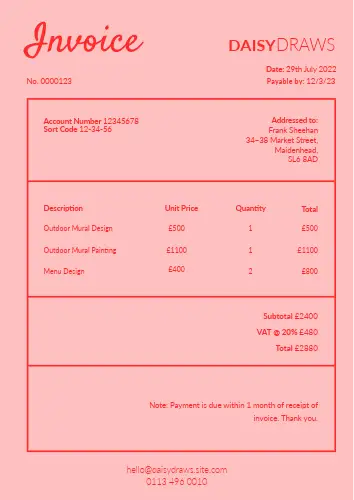 Invoice
DAISYDRAWS
Date: 29th July 2022
No. 0000123
Payable by: 12/3/23
Account Number 12345678
Sort Code 12-34-56
Addressed to:
Frank Sheehan
34–38 Market Street,
Maidenhead,
SL6 8AD
Description Unit Price Quantity Total
Outdoor Mural Design £500 1 £500
Outdoor Mural Painting £1100 1 £1100
Menu Design £400 2 £800
Subtotal £2400
VAT @ 20% £480
Total £2880
Note: Payment is due within 1 month of receipt of
invoice. Thank you.
hello@daisydraws.site.com
0113 496 0010